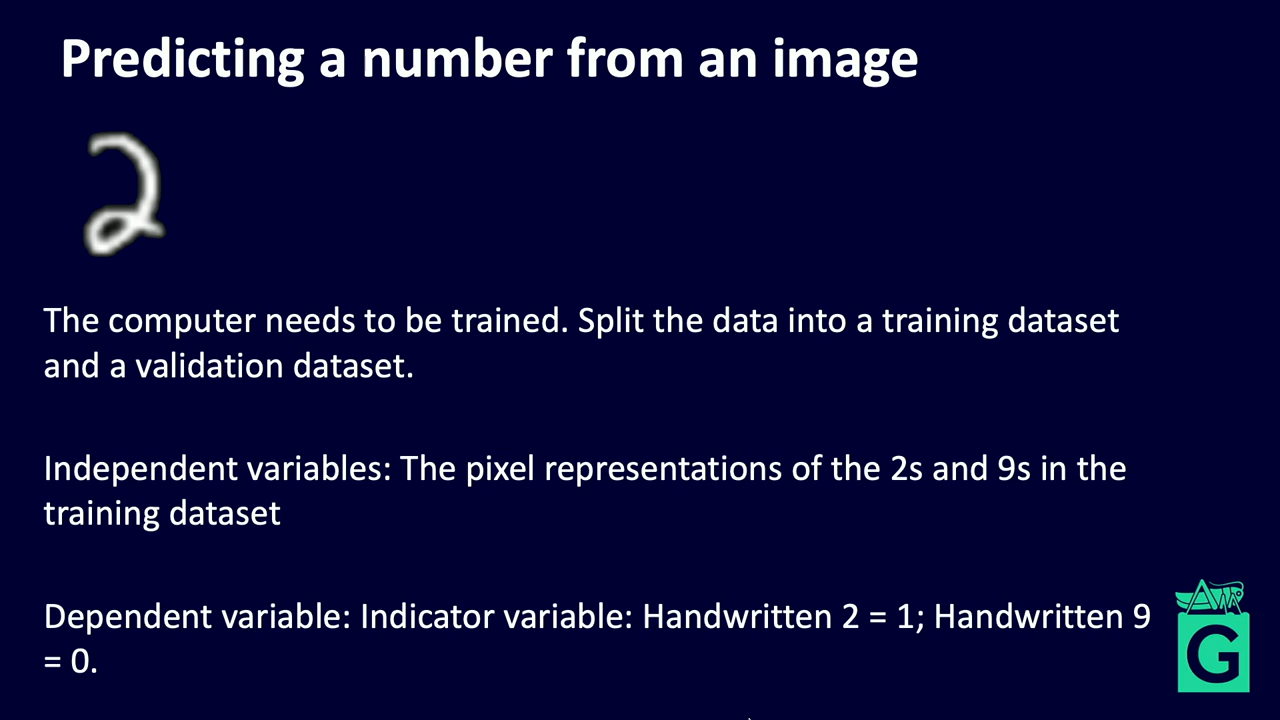 Predicting a number from an image
2
The computer needs to be trained. Split the data into a training dataset
and a validation dataset.
Independent variables: The pixel representations of the 2s and 9s in the
training dataset
Dependent variable: Indicator variable: Handwritten 2 = 1; Handwritten 9
= 0.
G